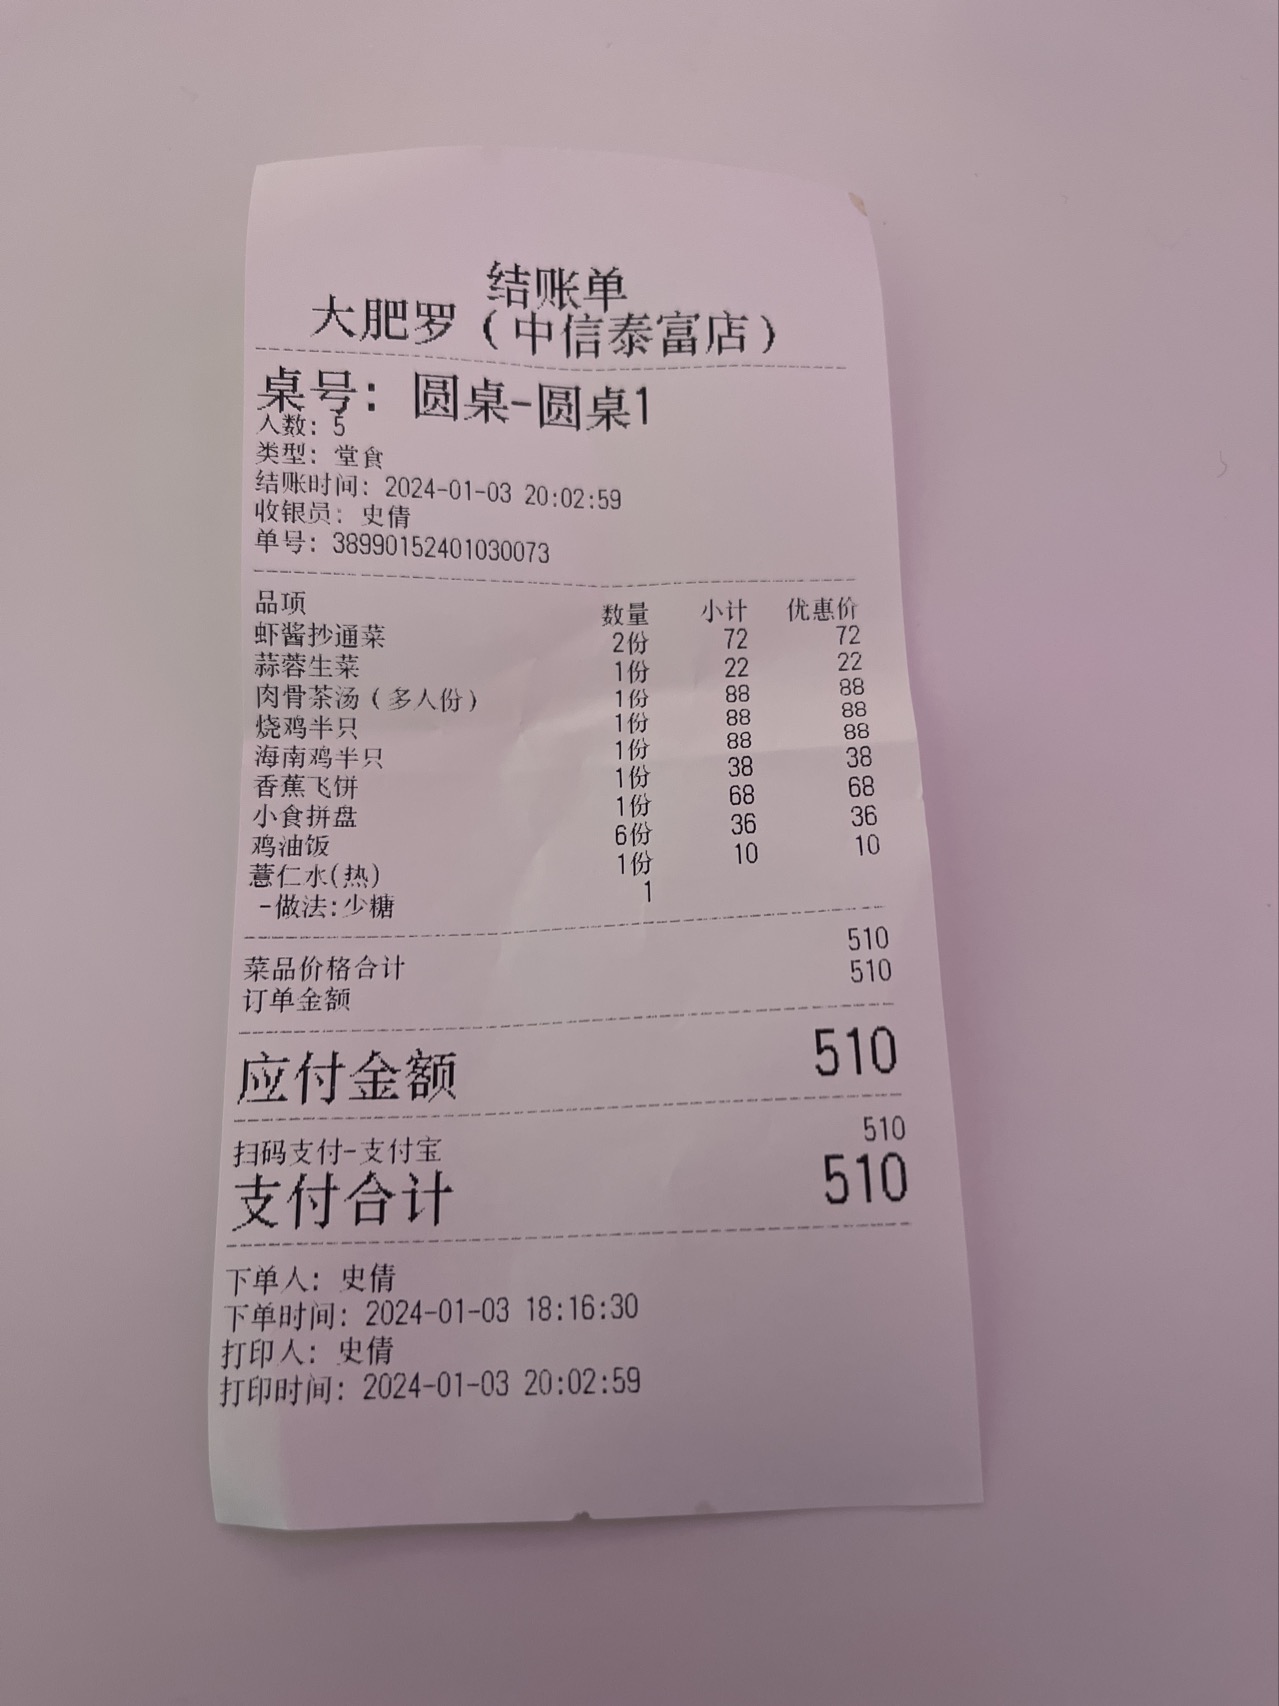 结账单
大肥罗（中信泰富店）
桌号：圆桌-圆桌1
人数：5
类型：堂食
结账时间：2024-01-03 20:02:59
收银员：史倩
单号：38990152401030073
品项 数量 小计 优惠价
虾酱抄通菜 2份 72 72
蒜蓉生菜 1份 22 22
肉骨茶汤（多人份） 1份 88 88
烧鸡半只 1份 88 88
海南鸡半只 1份 88 88
香蕉飞饼 1份 38 38
小食拼盘 1份 68 68
鸡油饭 6份 36 36
薏仁水(热) 1份 10 10
-做法:少糖 1
菜品价格合计 510
订单金额 510
应付金额 510
扫码支付-支付宝 510
支付合计 510
下单人：史倩
下单时间：2024-01-03 18:16:30
打印人：史倩
打印时间：2024-01-03 20:02:59